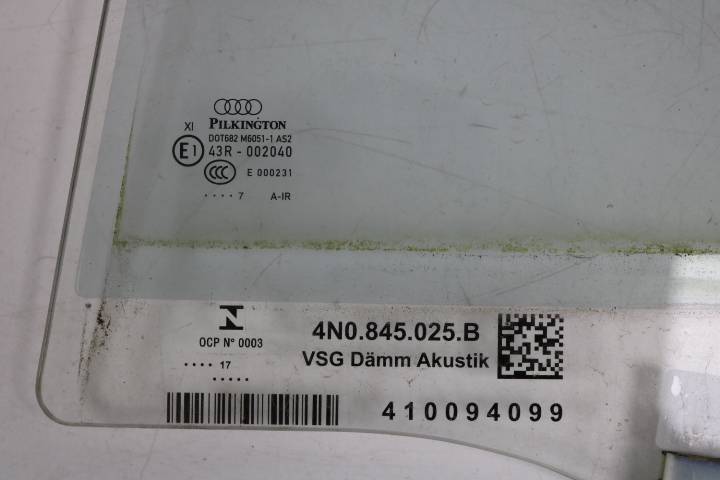 XI PILKINGTON
DOT682 M6051-1 AS2
E1 43R - 002040
CCC E 000231
.... 7 A-IR
N
OCP Nº 0003
.... 17
.....
4N0.845.025.B
VSG Dämm Akustik
410094099